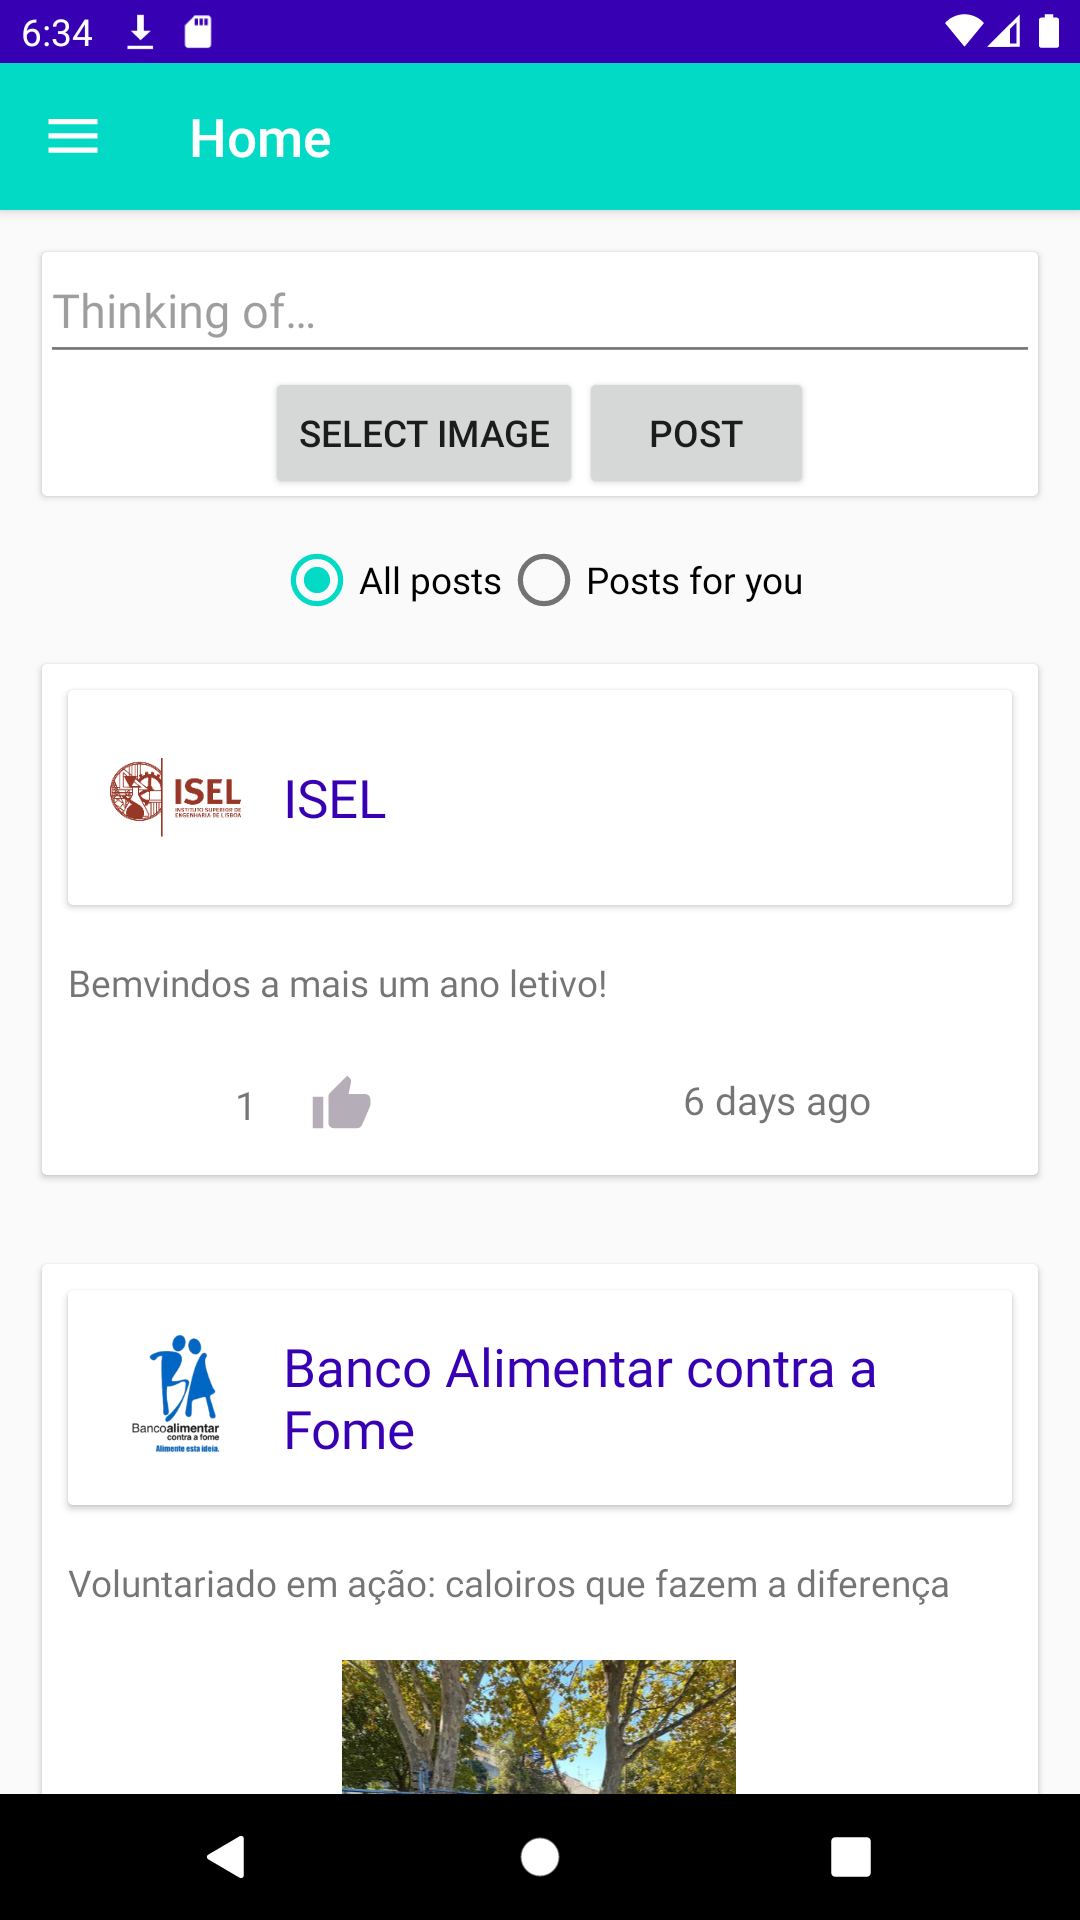 6:34
Home
Thinking of...
SELECT IMAGE
POST
All posts
Posts for you
ISEL
INSTITUTO SUPERIOR DE
ENGENHARIA DE LISBOA
ISEL
Bemvindos a mais um ano letivo!
1
6 days ago
Bancoalimentar
contra a fome
Alimente esta ideia.
Banco Alimentar contra a
Fome
Voluntariado em ação: caloiros que fazem a diferença